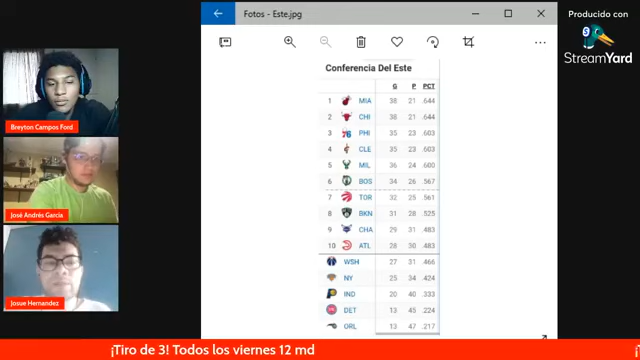 Fotos - Este.jpg
Producido con
StreamYard
Conferencia Del Este
G P PCT
1 MIA 38 21 .644
2 CHI 38 21 .644
3 PHI 35 23 .603
4 CLE 35 23 .603
5 MIL 36 24 .600
6 BOS 34 26 .567
7 TOR 32 25 .561
8 BKN 31 28 .525
9 CHA 29 31 .483
10 ATL 28 30 .483
WSH 27 31 .466
NY 25 34 .424
IND 20 40 .333
DET 13 45 .224
ORL 13 47 .217
Breyton Campos Ford
José Andrés García
Josue Hernandez
¡Tiro de 3! Todos los viernes 12 md